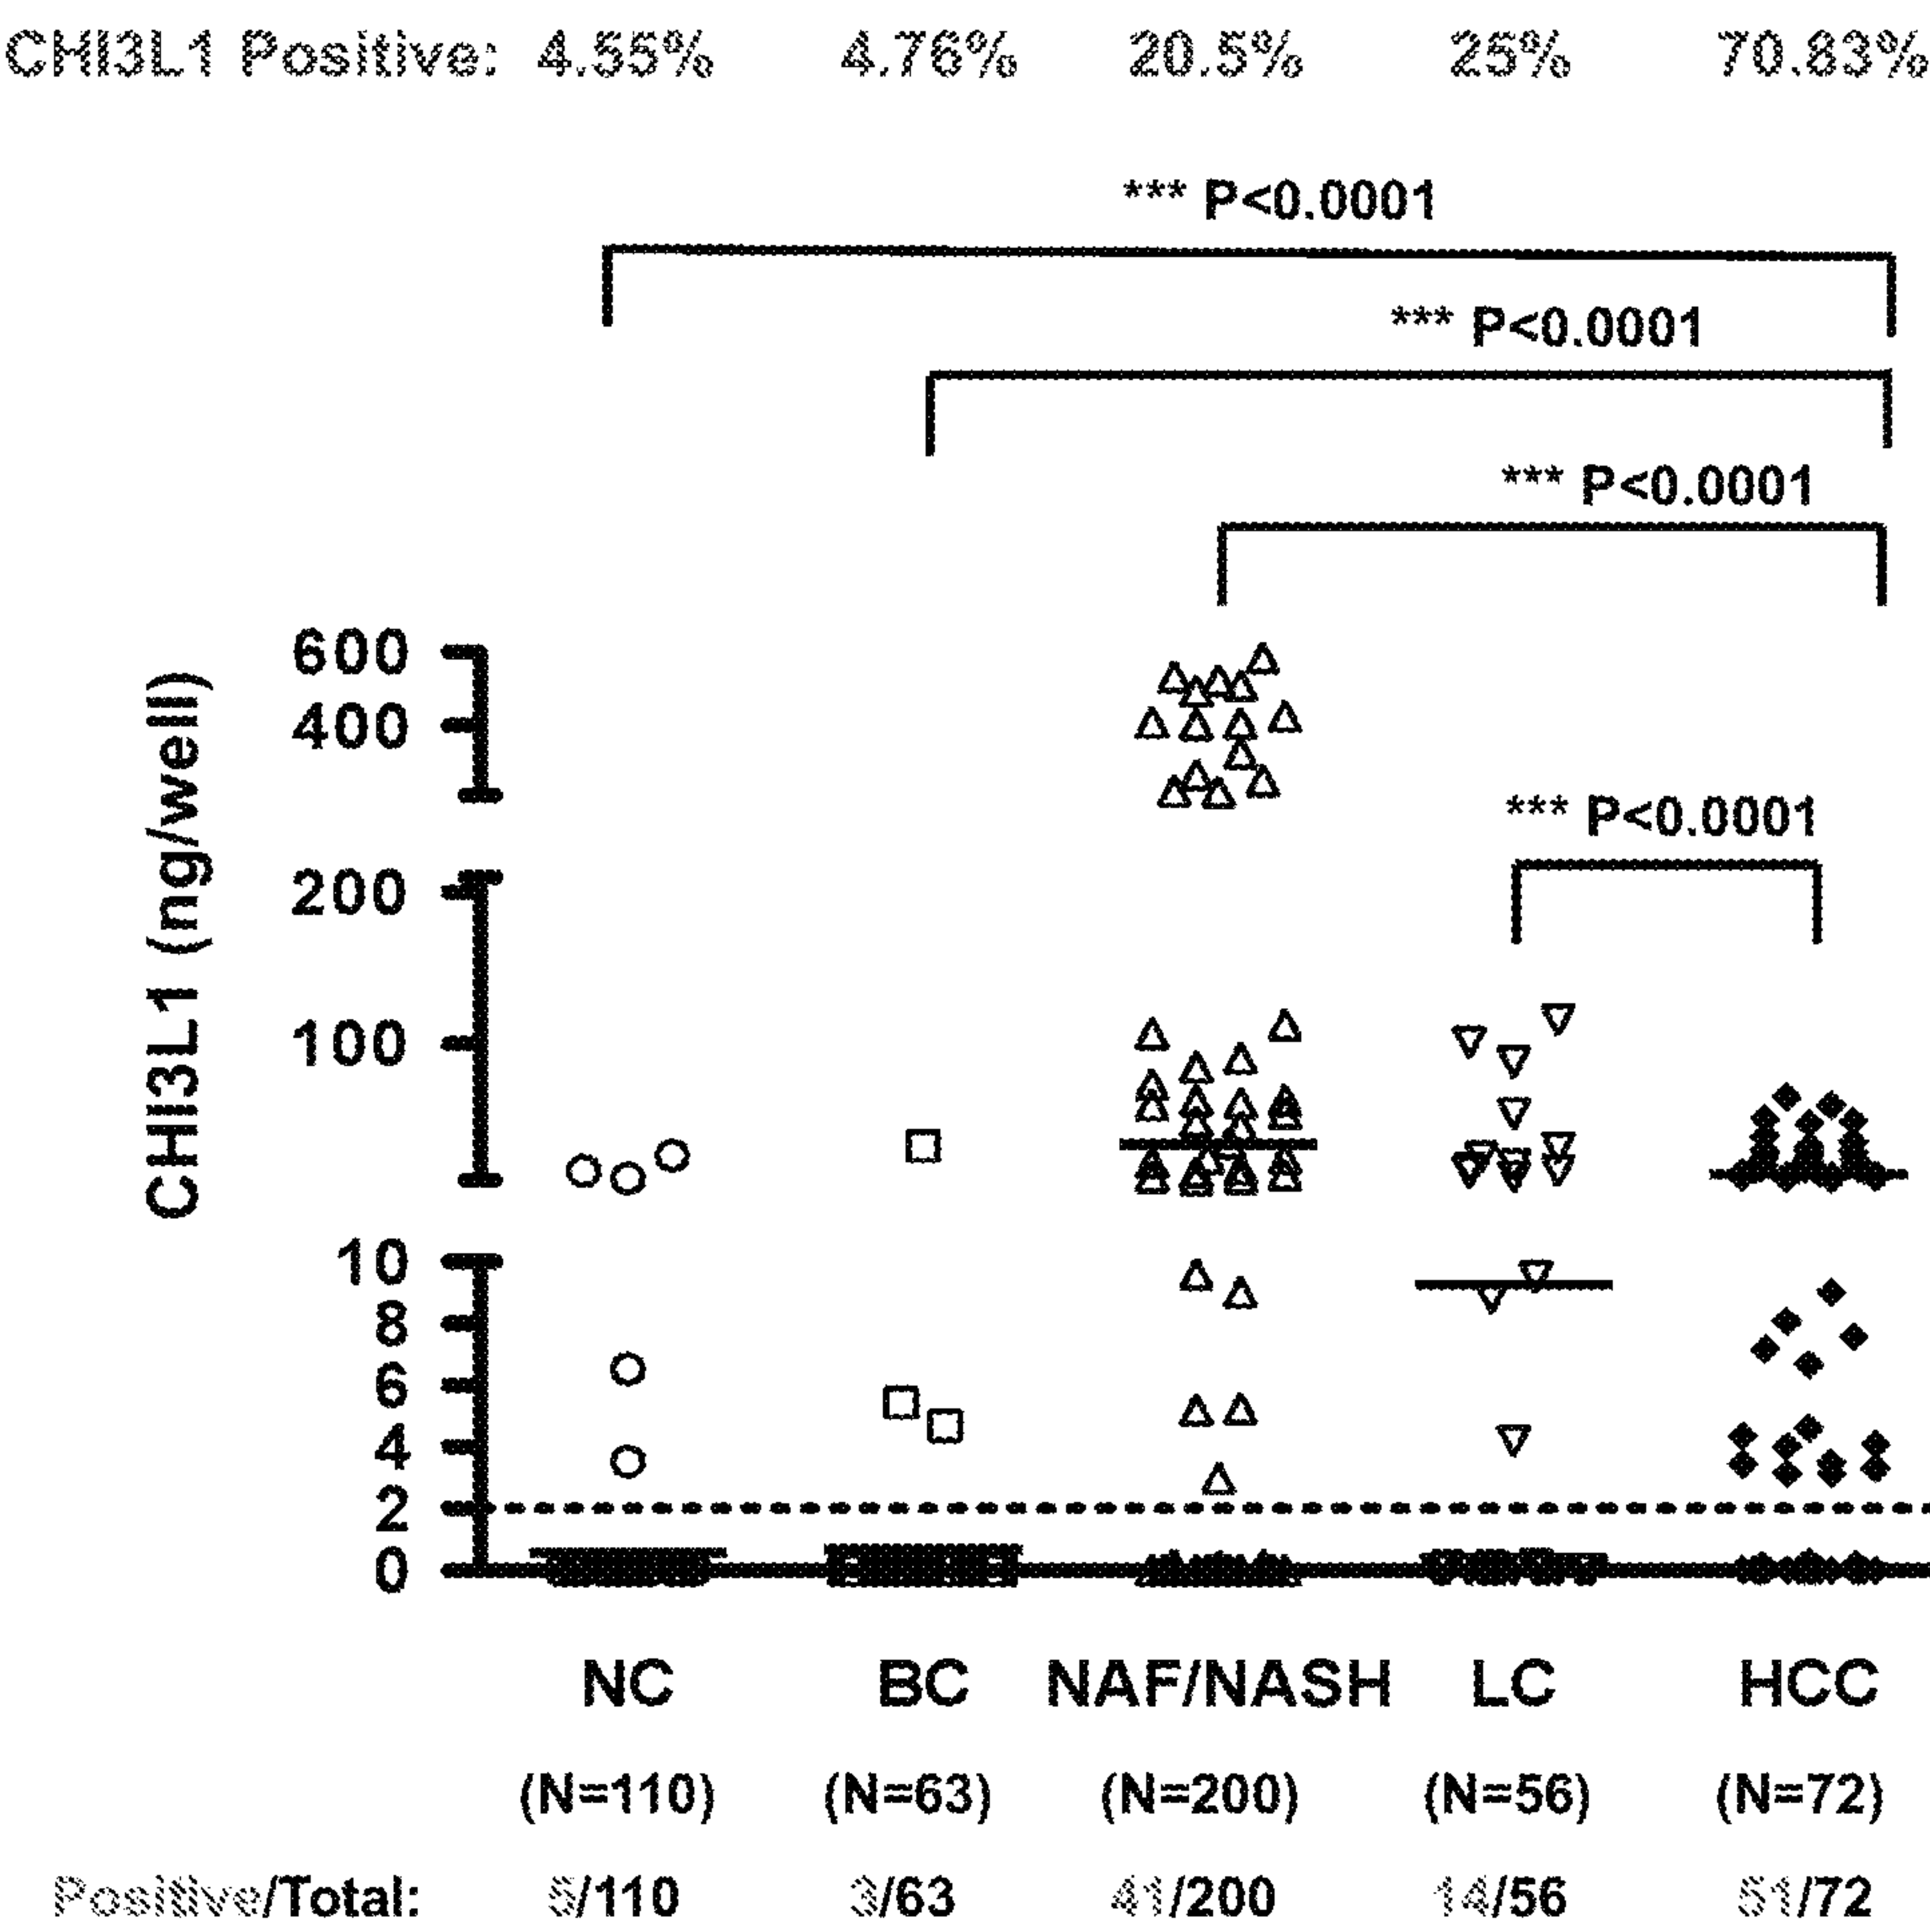 CHI3L1 Positive: 4.55% 4.76% 20.5% 25% 70.83%
*** P<0.0001
*** P<0.0001
*** P<0.0001
*** P<0.0001
CHI3L1 (ng/well)
600
400
200
100
10
8
6
4
2
0
NC BC NAF/NASH LC HCC
(N=110) (N=63) (N=200) (N=56) (N=72)
Positive/Total: 5/110 3/63 41/200 14/56 51/72